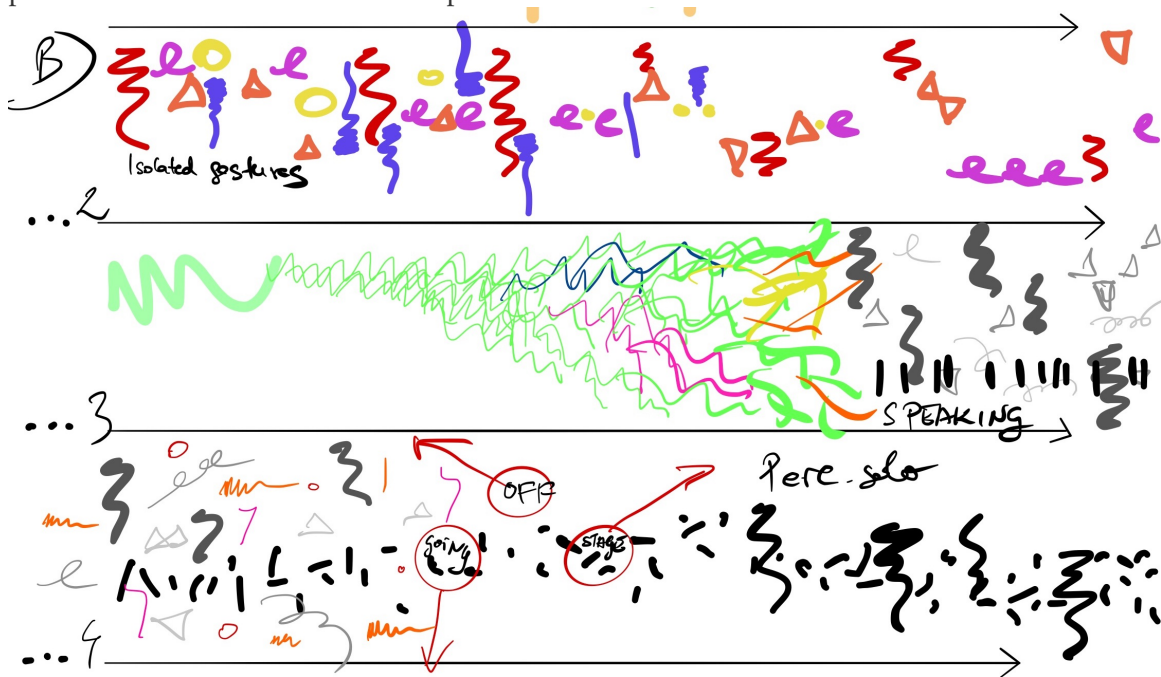 B
Isolated gestures
...2
SPEAKING
...3
Perc. solo
OFF
GOING
STAGE
...4